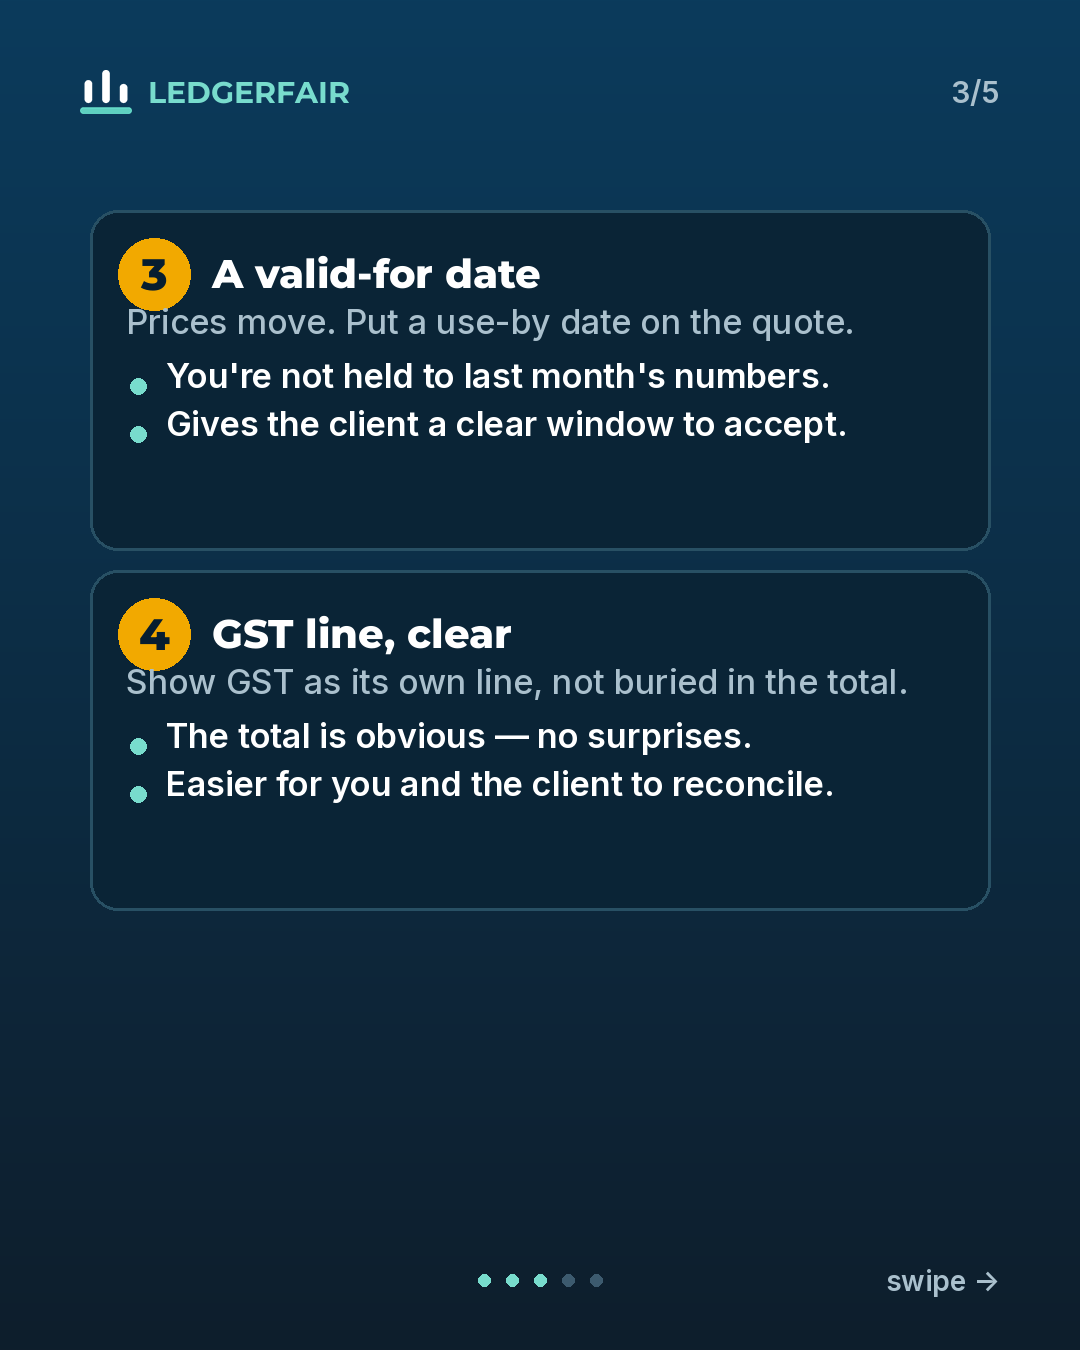 LEDGERFAIR
3/5
3 A valid-for date
Prices move. Put a use-by date on the quote.
You're not held to last month's numbers.
Gives the client a clear window to accept.
4 GST line, clear
Show GST as its own line, not buried in the total.
The total is obvious — no surprises.
Easier for you and the client to reconcile.
swipe →